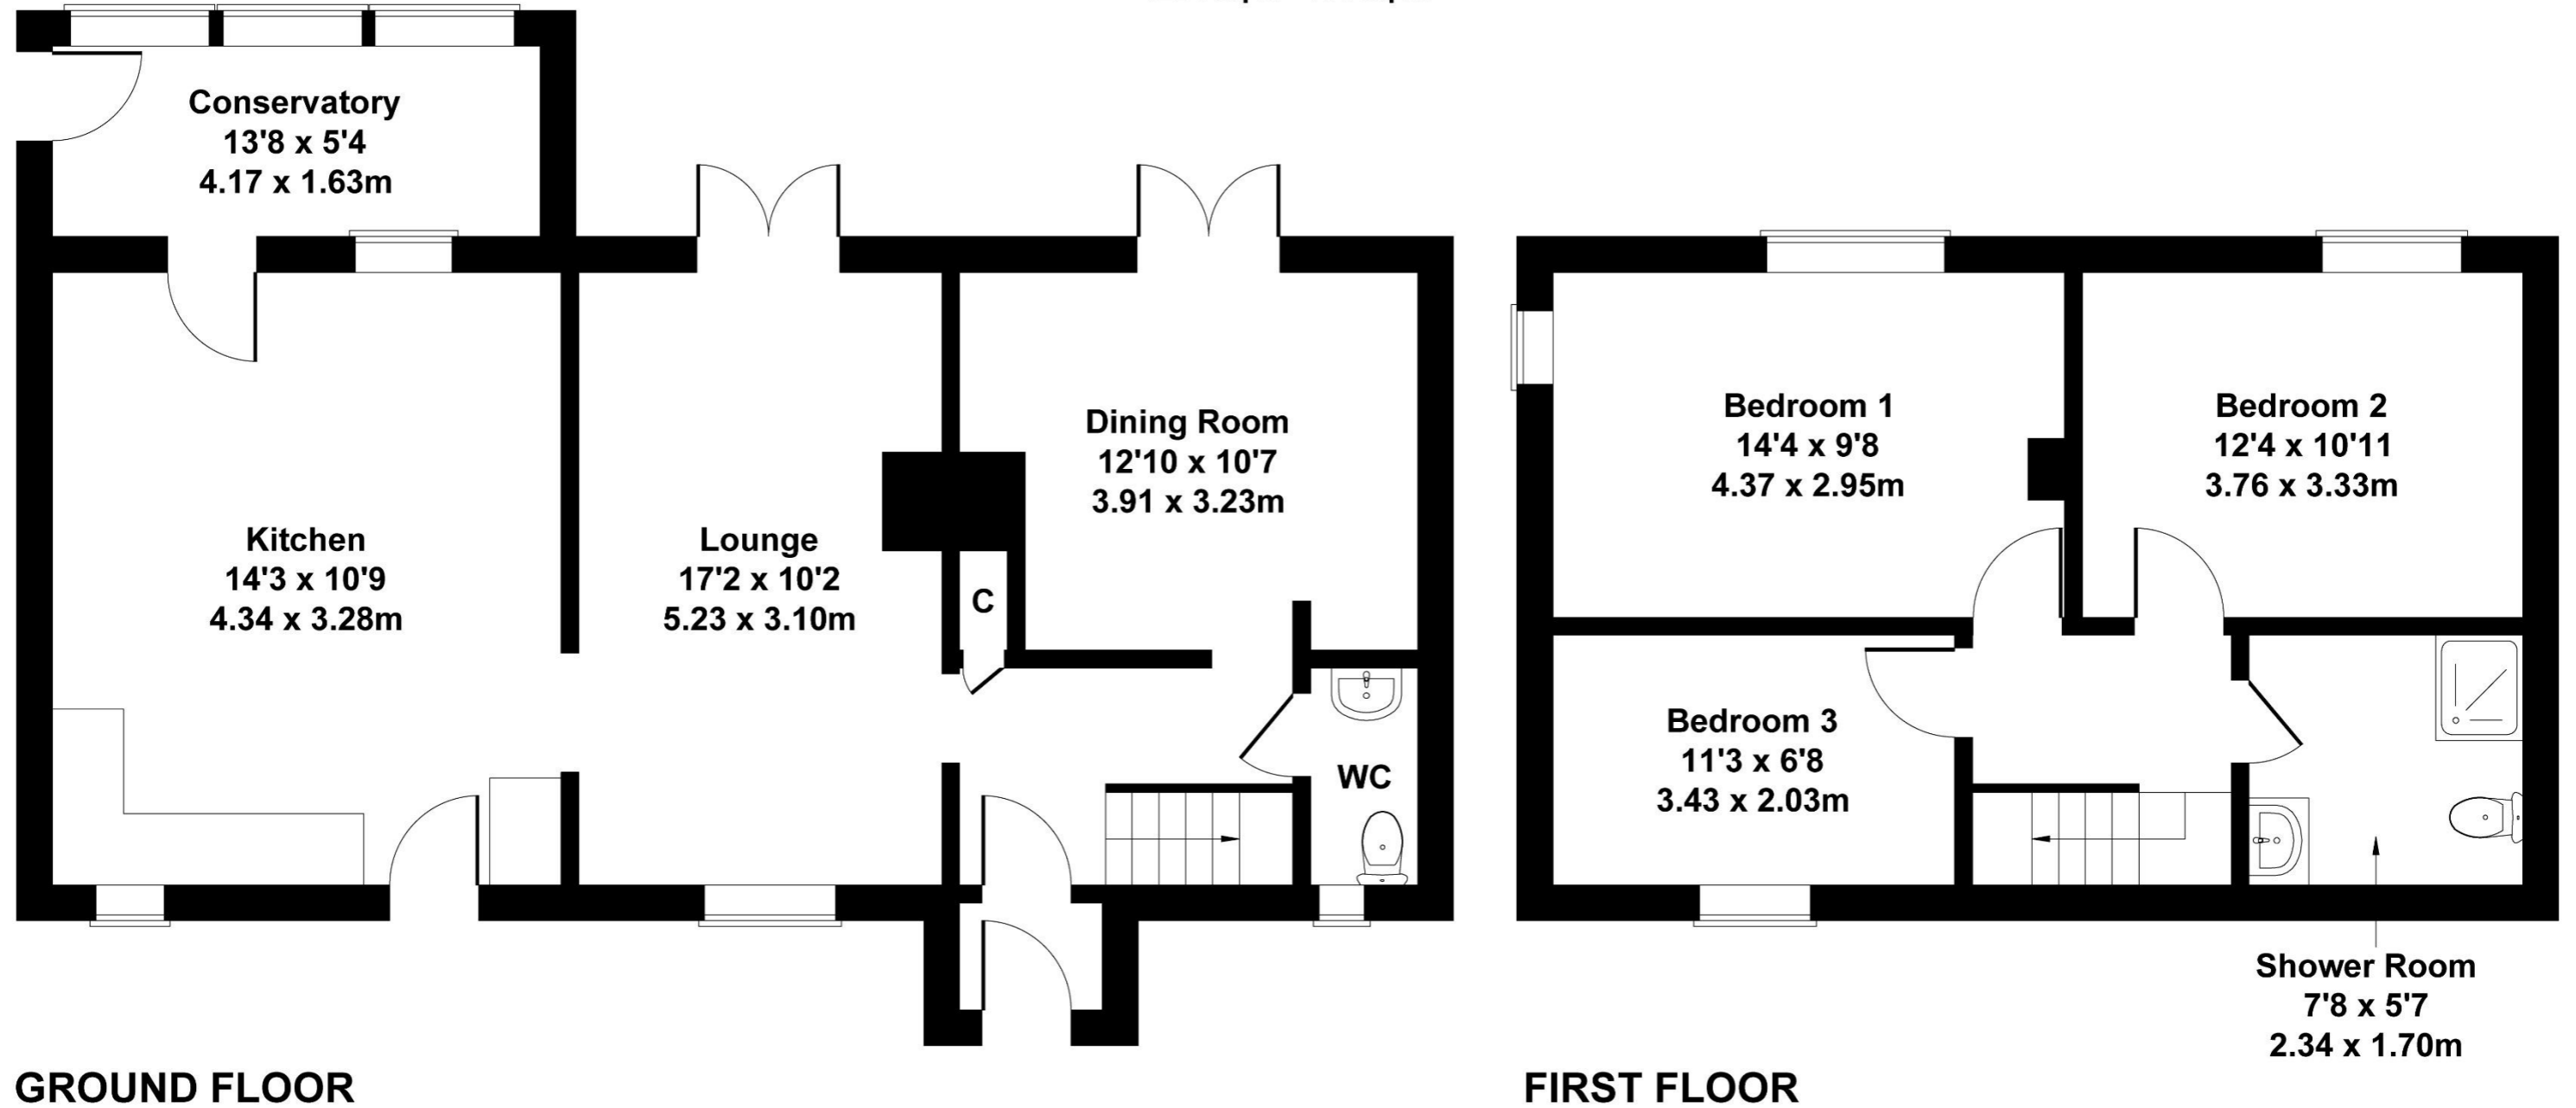 Conservatory
13'8 x 5'4
4.17 x 1.63m
Kitchen
14'3 x 10'9
4.34 x 3.28m
Lounge
17'2 x 10'2
5.23 x 3.10m
C
Dining Room
12'10 x 10'7
3.91 x 3.23m
WC
GROUND FLOOR
Bedroom 1
14'4 x 9'8
4.37 x 2.95m
Bedroom 2
12'4 x 10'11
3.76 x 3.33m
Bedroom 3
11'3 x 6'8
3.43 x 2.03m
Shower Room
7'8 x 5'7
2.34 x 1.70m
FIRST FLOOR